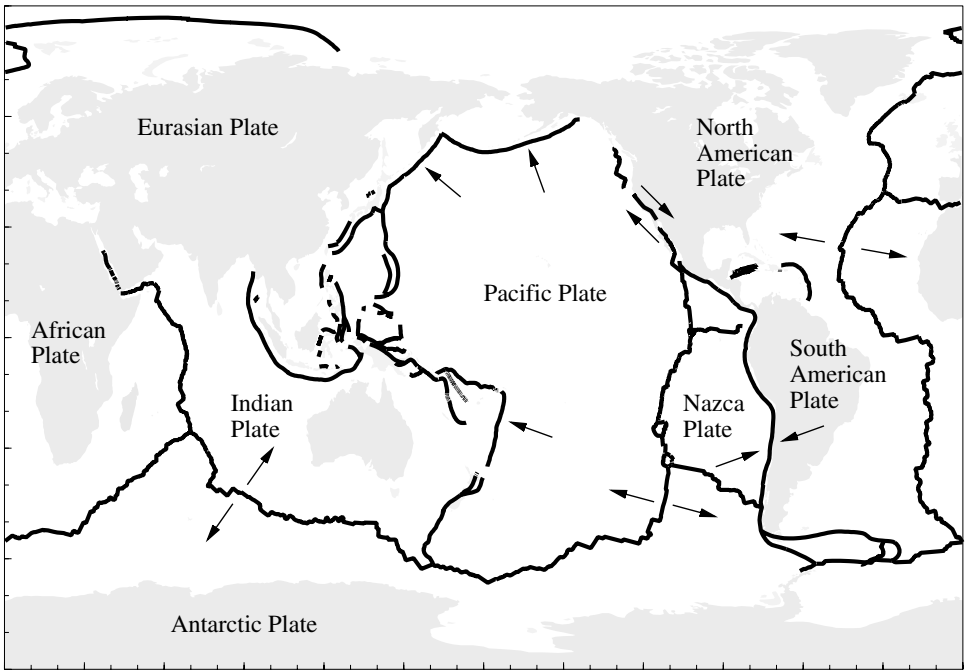 Eurasian Plate
North
American
Plate
Pacific Plate
African
Plate
South
American
Plate
Indian
Plate
Nazca
Plate
Antarctic Plate